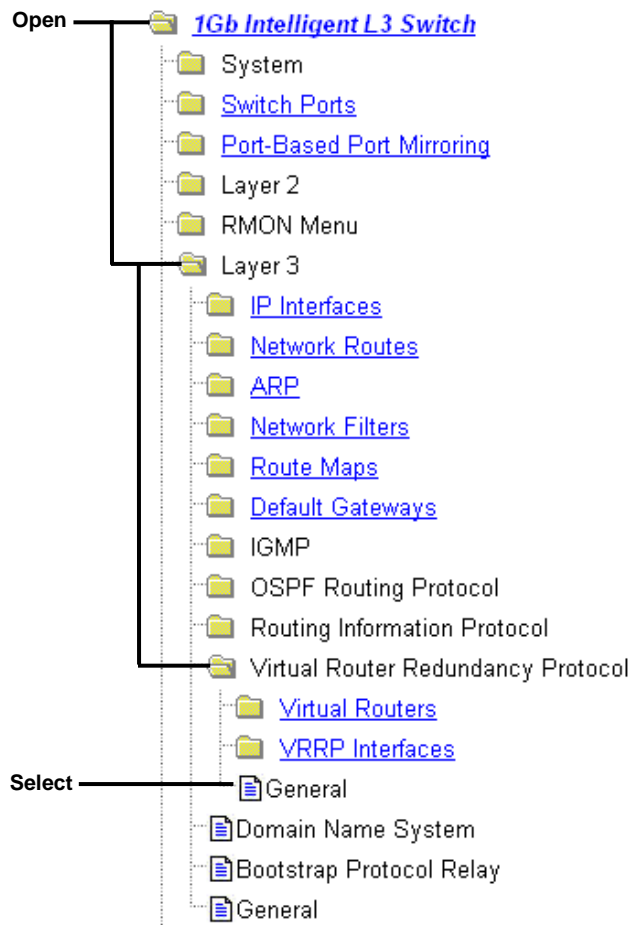 Open 1Gb Intelligent L3 Switch
System
Switch Ports
Port-Based Port Mirroring
Layer 2
RMON Menu
Layer 3
IP Interfaces
Network Routes
ARP
Network Filters
Route Maps
Default Gateways
IGMP
OSPF Routing Protocol
Routing Information Protocol
Virtual Router Redundancy Protocol
Virtual Routers
VRRP Interfaces
Select General
Domain Name System
Bootstrap Protocol Relay
General